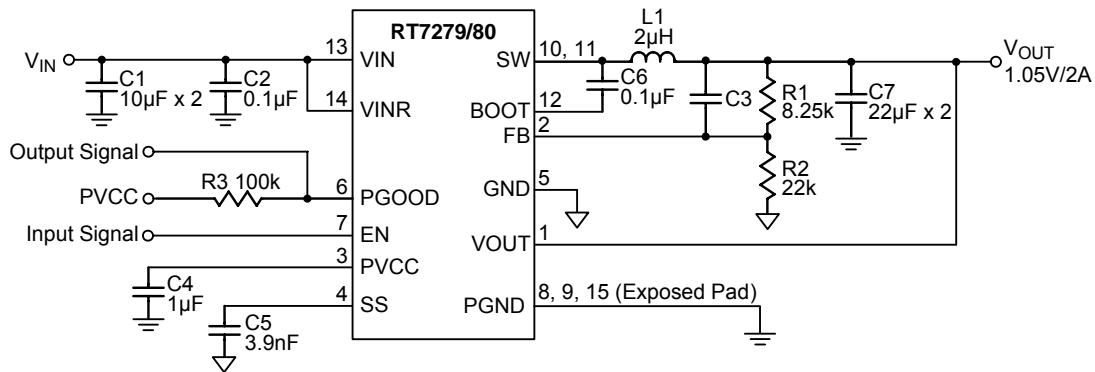 RT7279/80
VIN
13
VIN
C1
10µF x 2
C2
0.1µF
14
VINR
Output Signal
PVCC
R3 100k
6
PGOOD
Input Signal
7
EN
3
PVCC
C4
1µF
4
SS
C5
3.9nF
SW
10, 11
L1
2µH
C6
0.1µF
BOOT
12
FB
2
C3
R1
8.25k
C7
22µF x 2
VOUT
1.05V/2A
R2
22k
GND
5
VOUT
1
PGND
8, 9, 15 (Exposed Pad)